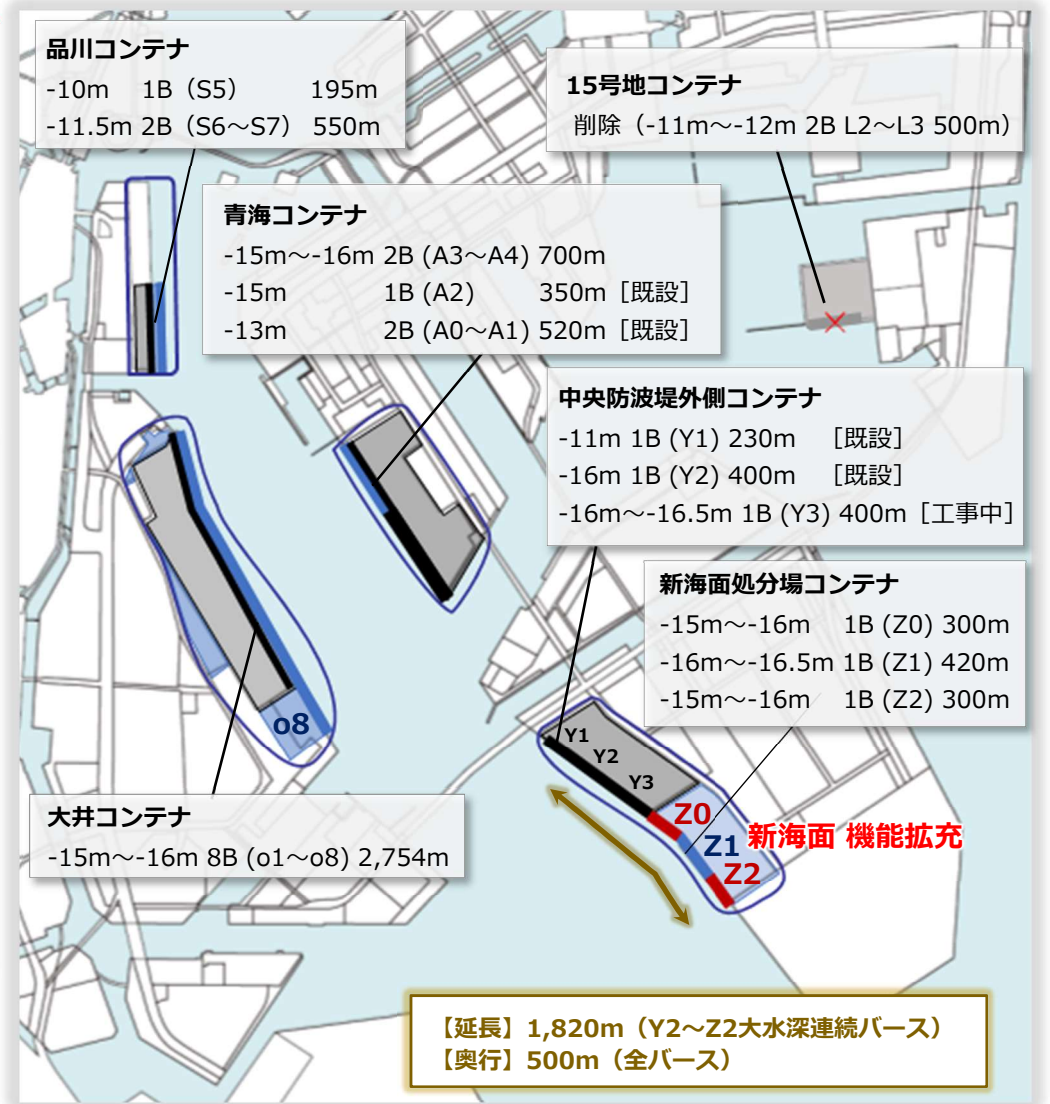 品川コンテナ
-10m 1B（S5） 195m
-11.5m 2B（S6～S7） 550m
15号地コンテナ
削除（-11m～-12m 2B L2～L3 500m）
青海コンテナ
-15m～-16m 2B (A3～A4) 700m
-15m 1B (A2) 350m［既設］
-13m 2B (A0～A1) 520m［既設］
中央防波堤外側コンテナ
-11m 1B (Y1) 230m ［既設］
-16m 1B (Y2) 400m ［既設］
-16m～-16.5m 1B (Y3) 400m［工事中］
新海面処分場コンテナ
-15m～-16m 1B (Z0) 300m
-16m～-16.5m 1B (Z1) 420m
-15m～-16m 1B (Z2) 300m
o8
Y1
Y2
Y3
Z0
Z1
Z2
新海面 機能拡充
大井コンテナ
-15m～-16m 8B (o1～o8) 2,754m
【延長】1,820m（Y2～Z2大水深連続バース）
【奥行】500m（全バース）